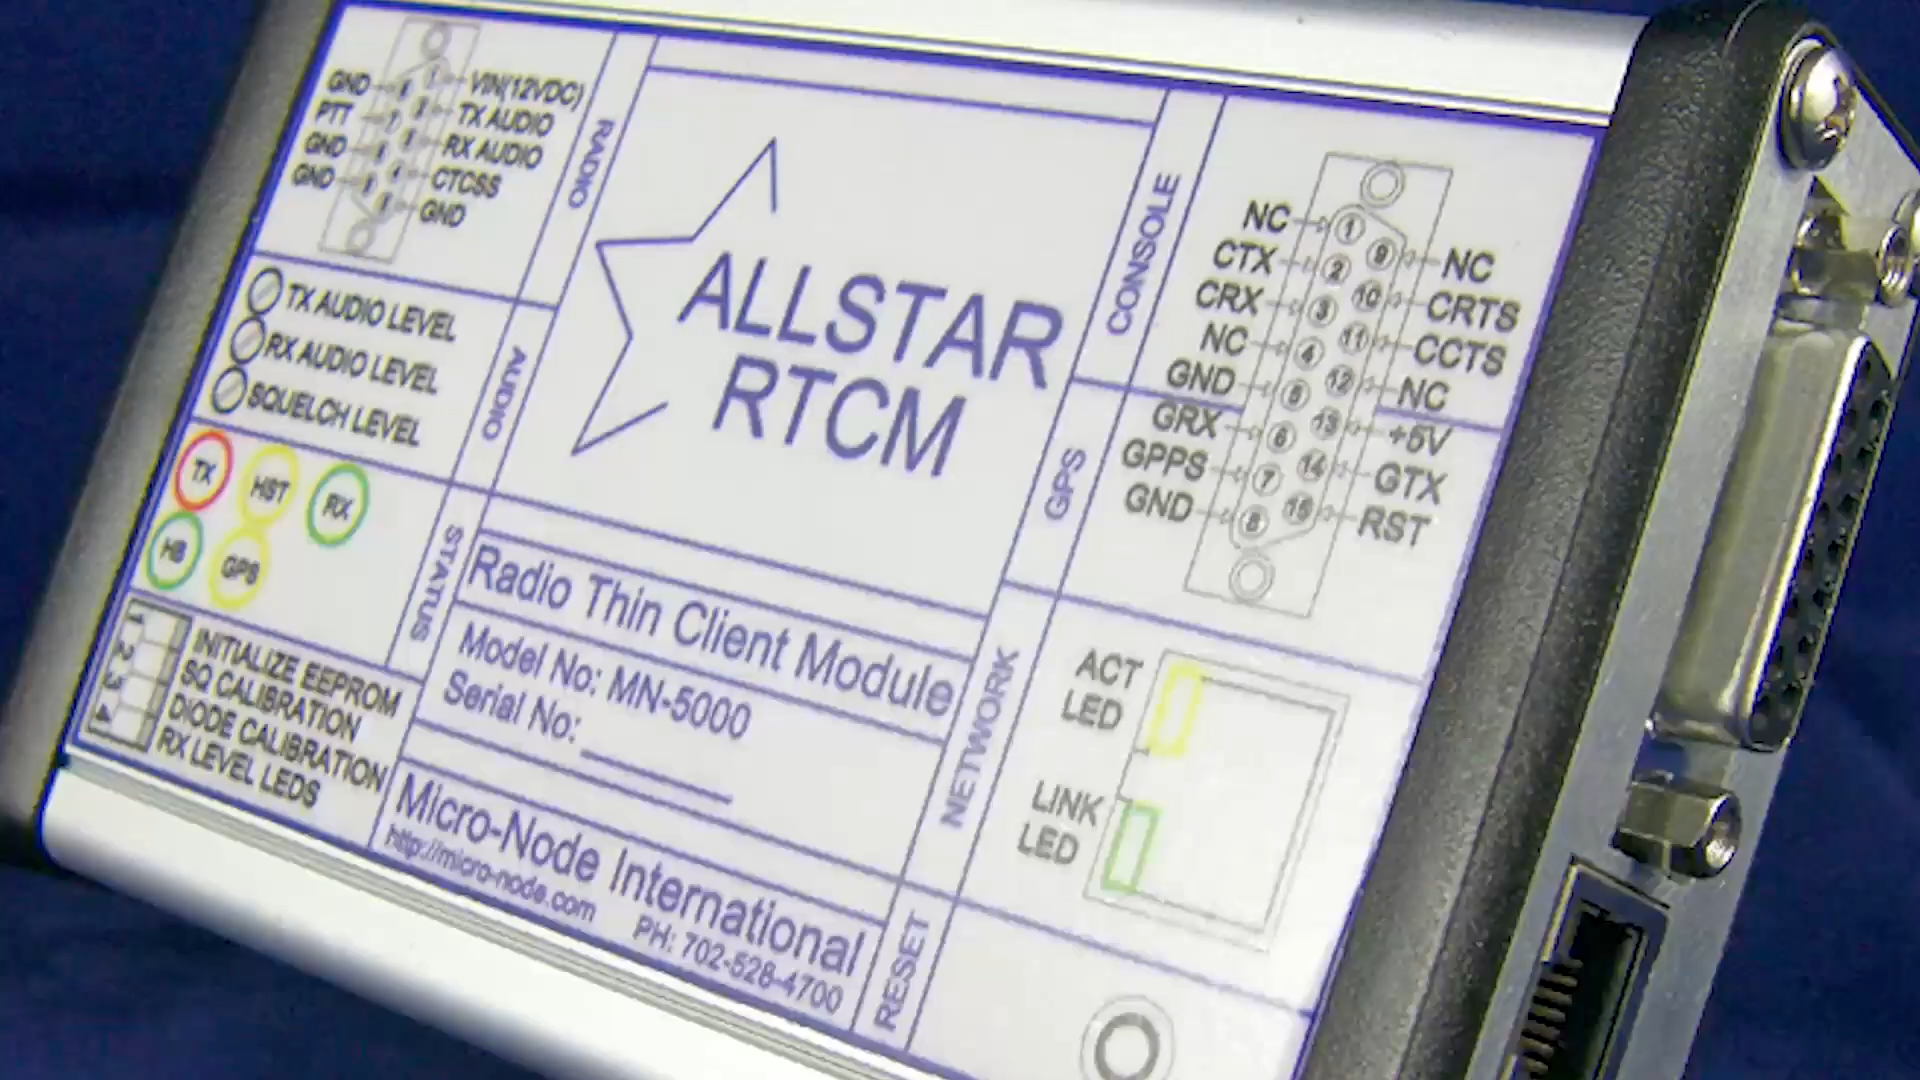 GND
PTT
GND
GND
VIN(12VDC)
TX AUDIO
RX AUDIO
CTCSS
GND
RADIO
TX AUDIO LEVEL
RX AUDIO LEVEL
SQUELCH LEVEL
AUDIO
TX HST RX
HB GPS
STATUS
1
2
3
4
INITIALIZE EEPROM
SQ CALIBRATION
DIODE CALIBRATION
RX LEVEL LEDS
ALLSTAR
RTCM
Radio Thin Client Module
Model No: MN-5000
Serial No:
Micro-Node International
http://micro-node.com PH: 702-528-4700
CONSOLE
GPS
NC 1
CTX 2
CRX 3
NC 4
GND 5
GRX 6
GPPS 7
GND 8
9 NC
10 CRTS
11 CCTS
12 NC
13 +5V
14 GTX
15 RST
NETWORK
ACT
LED
LINK
LED
RESET